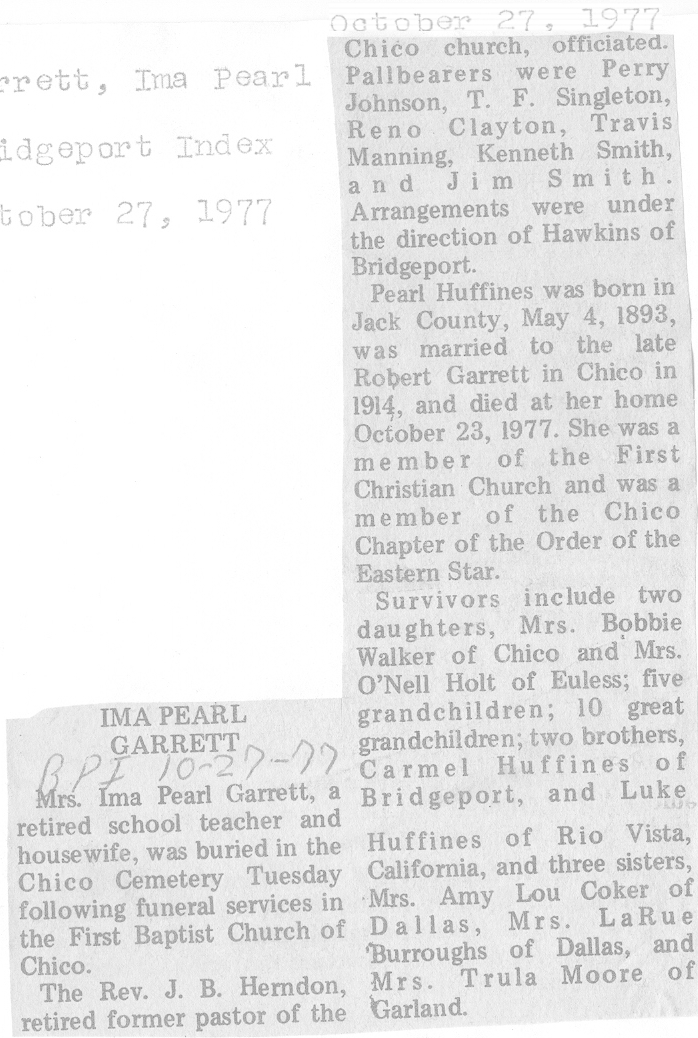 October 27, 1977
rrett, Ima Pearl
idgeport Index
tober 27, 1977
IMA PEARL
GARRETT
BPI 10-27-77
Mrs. Ima Pearl Garrett, a
retired school teacher and
housewife, was buried in the
Chico Cemetery Tuesday
following funeral services in
the First Baptist Church of
Chico.
The Rev. J. B. Herndon,
retired former pastor of the
Chico church, officiated.
Pallbearers were Perry
Johnson, T. F. Singleton,
Reno Clayton, Travis
Manning, Kenneth Smith,
and Jim Smith.
Arrangements were under
the direction of Hawkins of
Bridgeport.
Pearl Huffines was born in
Jack County, May 4, 1893,
was married to the late
Robert Garrett in Chico in
1914, and died at her home
October 23, 1977. She was a
member of the First
Christian Church and was a
member of the Chico
Chapter of the Order of the
Eastern Star.
Survivors include two
daughters, Mrs. Bobbie
Walker of Chico and Mrs.
O'Nell Holt of Euless; five
grandchildren; 10 great
grandchildren; two brothers,
Carmel Huffines of
Bridgeport, and Luke
Huffines of Rio Vista,
California, and three sisters,
Mrs. Amy Lou Coker of
Dallas, Mrs. LaRue
Burroughs of Dallas, and
Mrs. Trula Moore of
Garland.